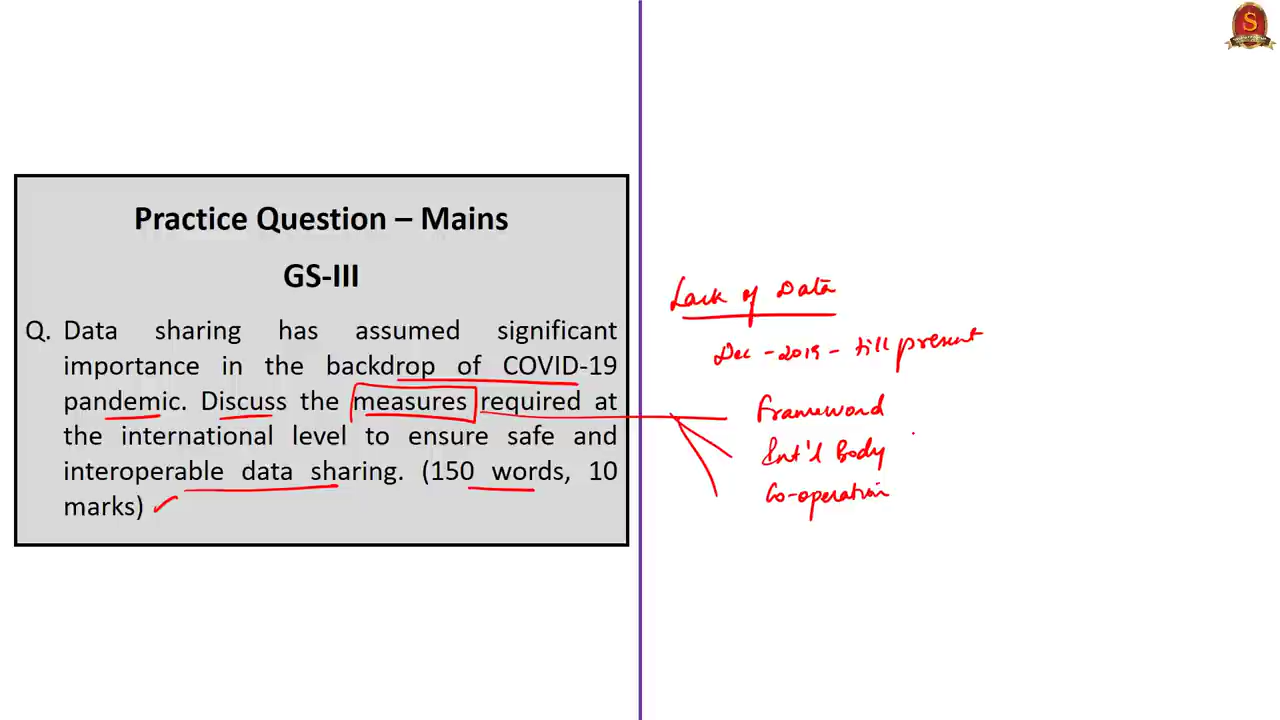 Practice Question – Mains
GS-III
Q. Data sharing has assumed significant
importance in the backdrop of COVID-19
pandemic. Discuss the measures required at
the international level to ensure safe and
interoperable data sharing. (150 words, 10
marks)
Lack of Data
Dec - 2019 - till present
Frameword
Int'l Body
Co-operation
S